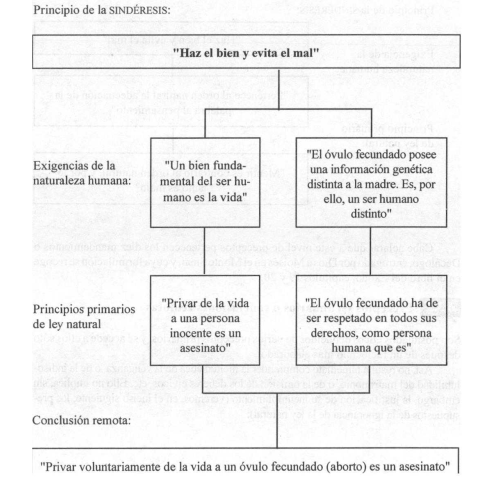 Principio de la SINDÉRESIS:
"Haz el bien y evita el mal"
Exigencias de la
naturaleza humana:
"Un bien funda-
mental del ser hu-
mano es la vida"
"El óvulo fecundado posee
una información genética
distinta a la madre. Es, por
ello, un ser humano
distinto"
Principios primarios
de ley natural
"Privar de la vida
a una persona
inocente es un
asesinato"
"El óvulo fecundado ha de
ser respetado en todos sus
derechos, como persona
humana que es"
Conclusión remota:
"Privar voluntariamente de la vida a un óvulo fecundado (aborto) es un asesinato"